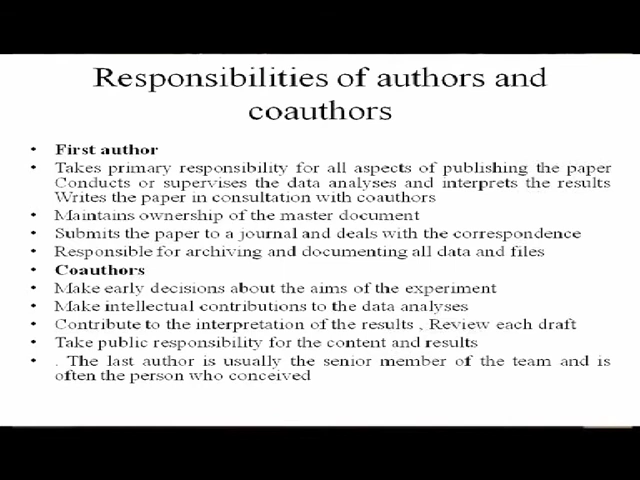 Responsibilities of authors and
coauthors
• First author
• Takes primary responsibility for all aspects of publishing the paper
Conducts or supervises the data analyses and interprets the results
Writes the paper in consultation with coauthors
• Maintains ownership of the master document
• Submits the paper to a journal and deals with the correspondence
• Responsible for archiving and documenting all data and files
• Coauthors
• Make early decisions about the aims of the experiment
• Make intellectual contributions to the data analyses
• Contribute to the interpretation of the results , Review each draft
• Take public responsibility for the content and results
• . The last author is usually the senior member of the team and is
often the person who conceived